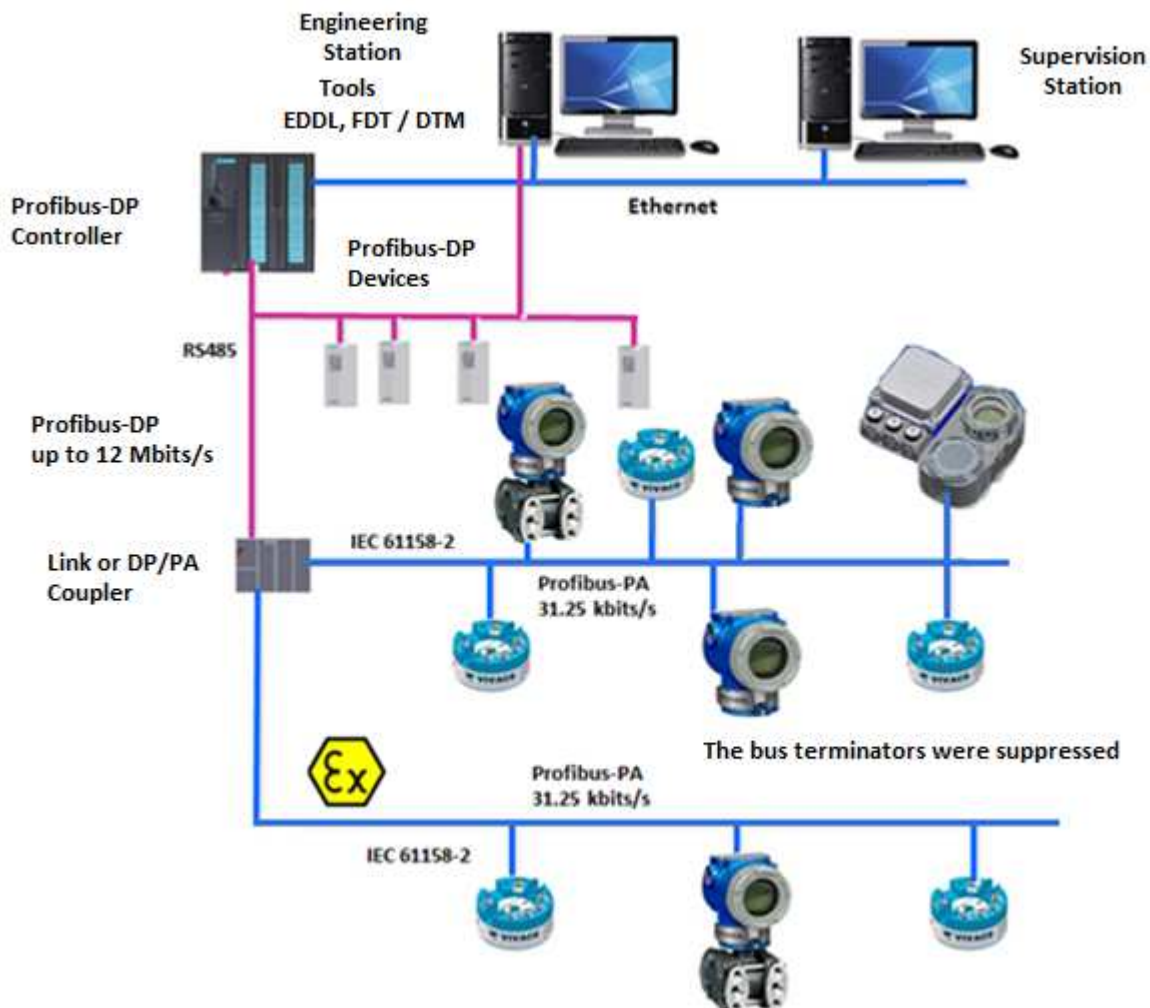 Engineering
Station
Tools
EDDL, FDT / DTM
Supervision
Station
Profibus-DP
Controller
Ethernet
Profibus-DP
Devices
RS485
Profibus-DP
up to 12 Mbits/s
IEC 61158-2
Link or DP/PA
Coupler
Profibus-PA
31.25 kbits/s
The bus terminators were suppressed
Ex
Profibus-PA
31.25 kbits/s
IEC 61158-2